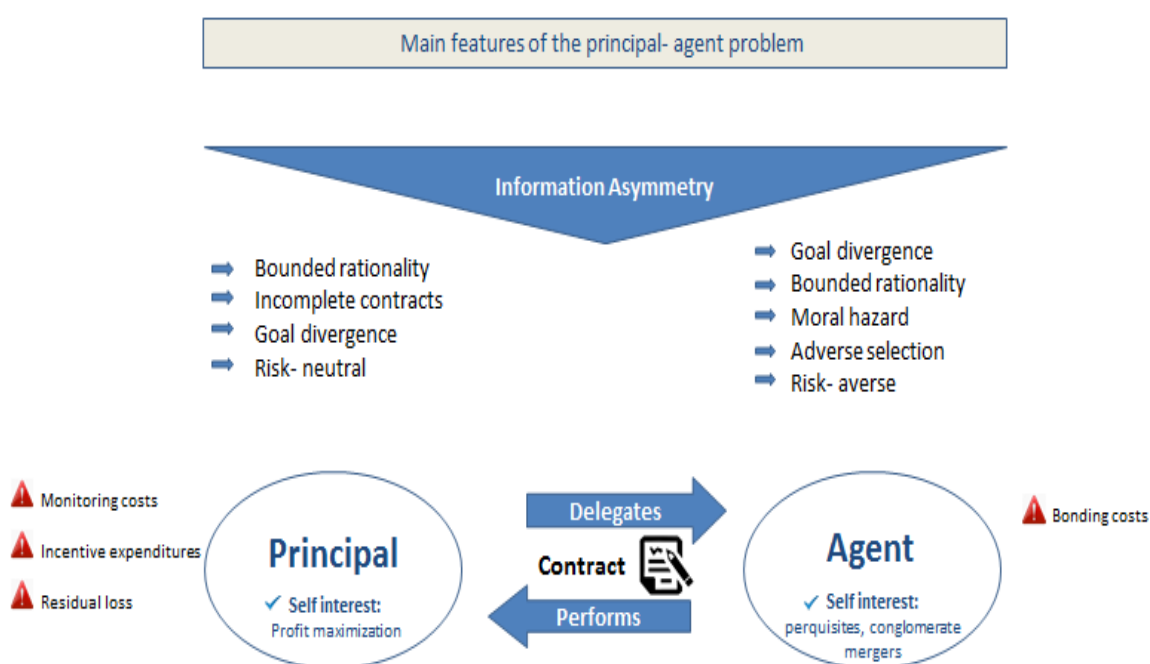 Main features of the principal- agent problem
Information Asymmetry
Bounded rationality
Incomplete contracts
Goal divergence
Risk- neutral
Goal divergence
Bounded rationality
Moral hazard
Adverse selection
Risk- averse
Monitoring costs
Incentive expenditures
Residual loss
Principal
Self interest:
Profit maximization
Delegates
Contract
Performs
Agent
Self interest:
perquisites, conglomerate
mergers
Bonding costs